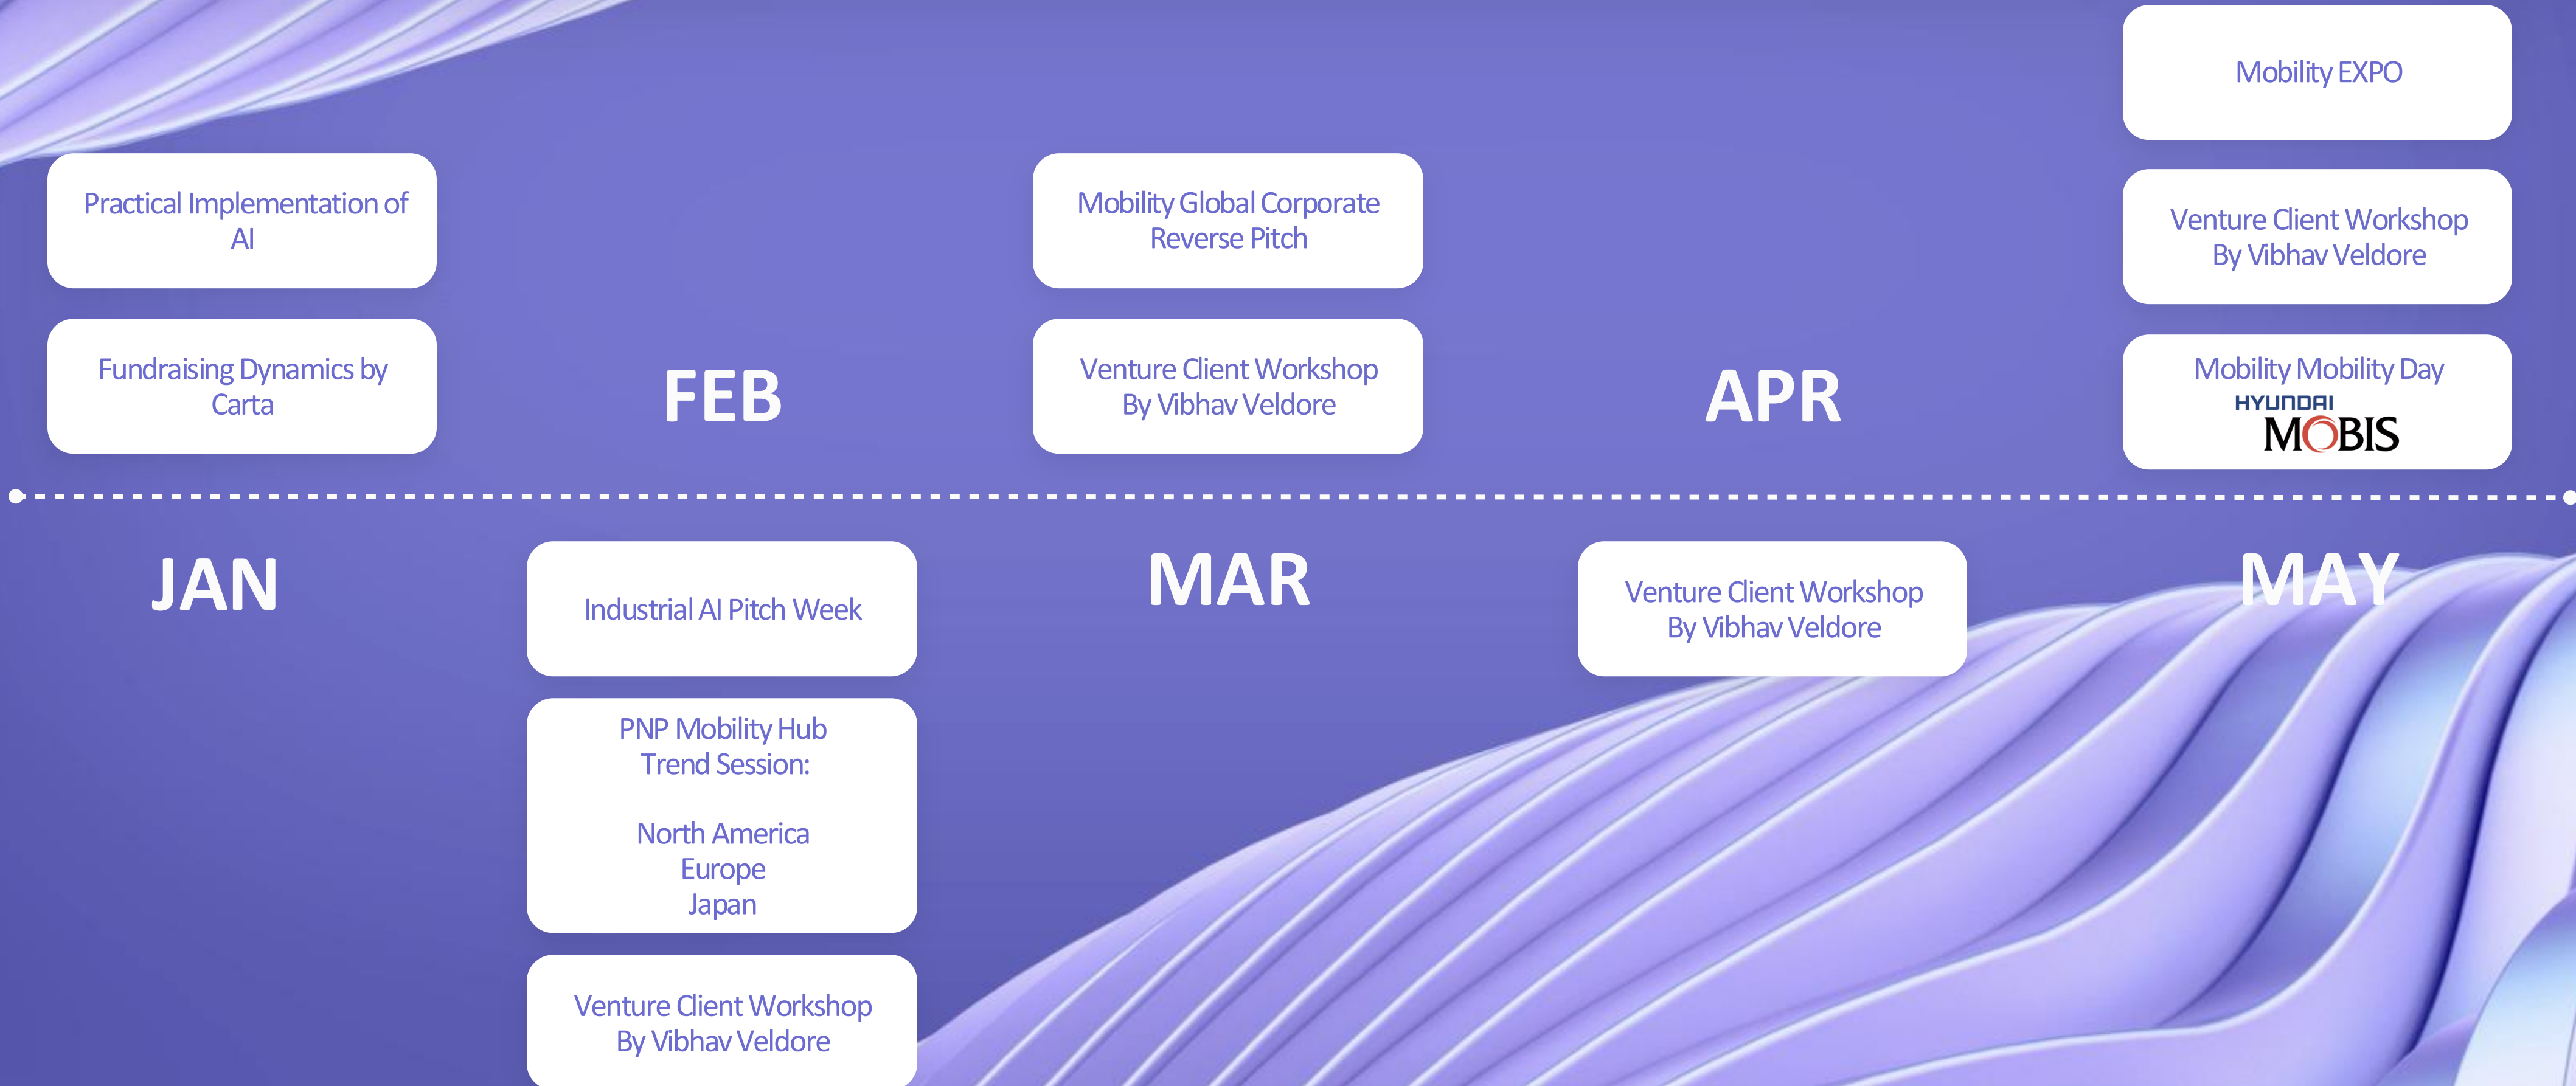 Practical Implementation of
AI
Fundraising Dynamics by
Carta
JAN
FEB
Industrial AI Pitch Week
PNP Mobility Hub
Trend Session:
North America
Europe
Japan
Venture Client Workshop
By Vibhav Veldore
Mobility Global Corporate
Reverse Pitch
Venture Client Workshop
By Vibhav Veldore
MAR
APR
Venture Client Workshop
By Vibhav Veldore
Mobility EXPO
Venture Client Workshop
By Vibhav Veldore
Mobility Mobility Day
HYUNDAI
MOBIS
MAY